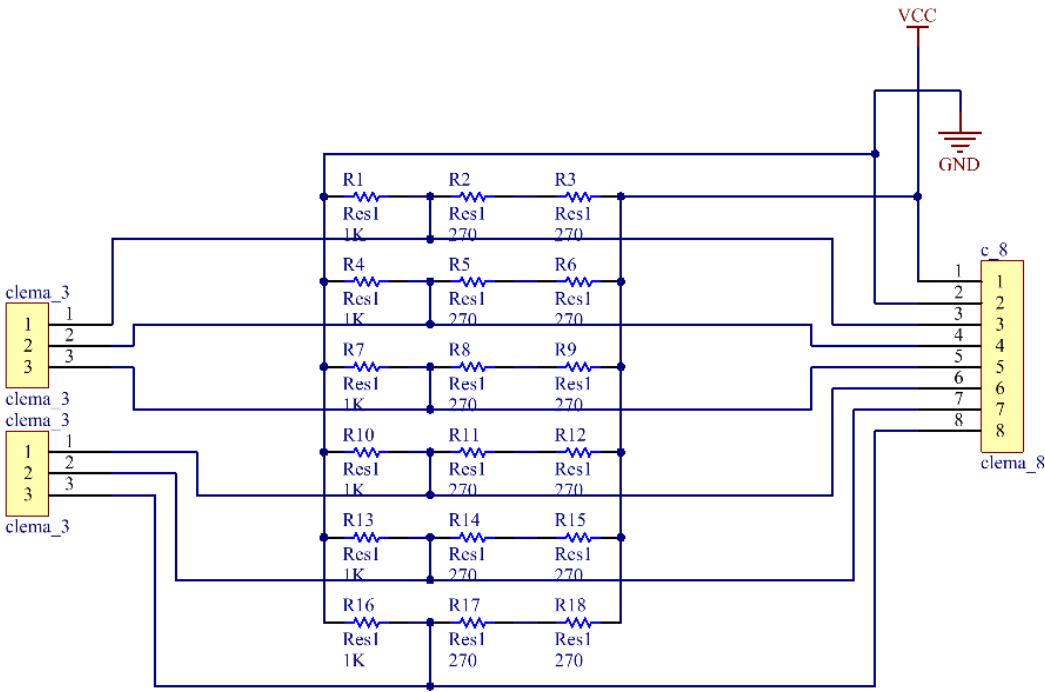 VCC
GND
R1 R2 R3
Res1 Res1 Res1
1K 270 270
R4 R5 R6
Res1 Res1 Res1
1K 270 270
R7 R8 R9
Res1 Res1 Res1
1K 270 270
R10 R11 R12
Res1 Res1 Res1
1K 270 270
R13 R14 R15
Res1 Res1 Res1
1K 270 270
R16 R17 R18
Res1 Res1 Res1
1K 270 270
clema_3
1 1
2 2
3 3
clema_3
clema_3
1 1
2 2
3 3
clema_3
c_8
1 1
2 2
3 3
4 4
5 5
6 6
7 7
8 8
clema_8